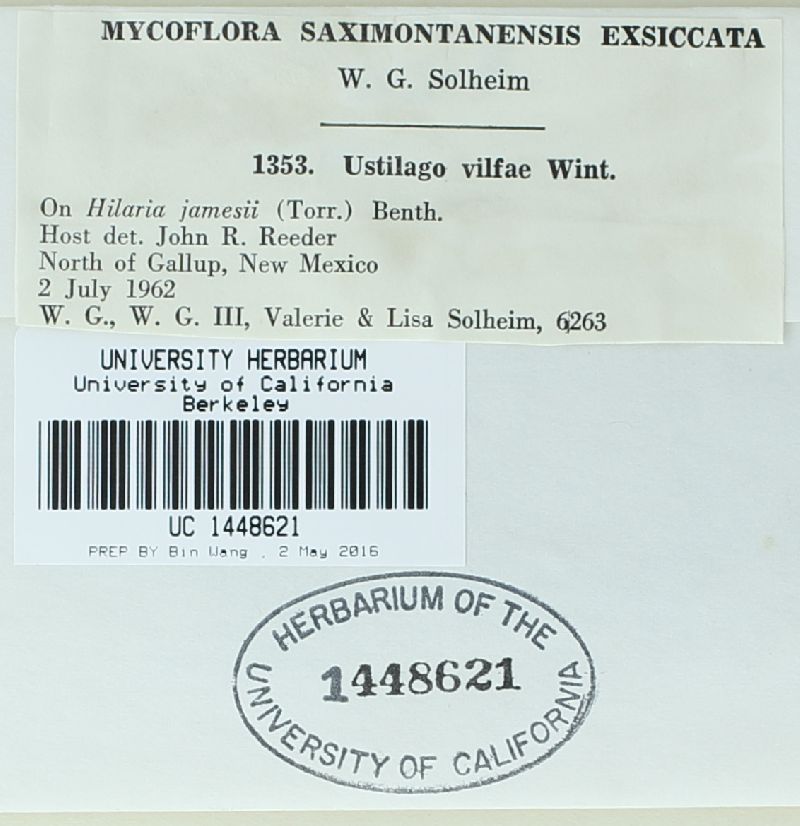 MYCOFLORA SAXIMONTANENSIS EXSICCATA
W. G. Solheim
1353. Ustilago vilfae Wint.
On Hilaria jamesii (Torr.) Benth.
Host det. John R. Reeder
North of Gallup, New Mexico
2 July 1962
W. G., W. G. III, Valerie & Lisa Solheim, 6263
UNIVERSITY HERBARIUM
University of California
Berkeley
UC 1448621
PREP BY Bin Wang . 2 May 2016
HERBARIUM OF THE
1448621
UNIVERSITY OF CALIFORNIA